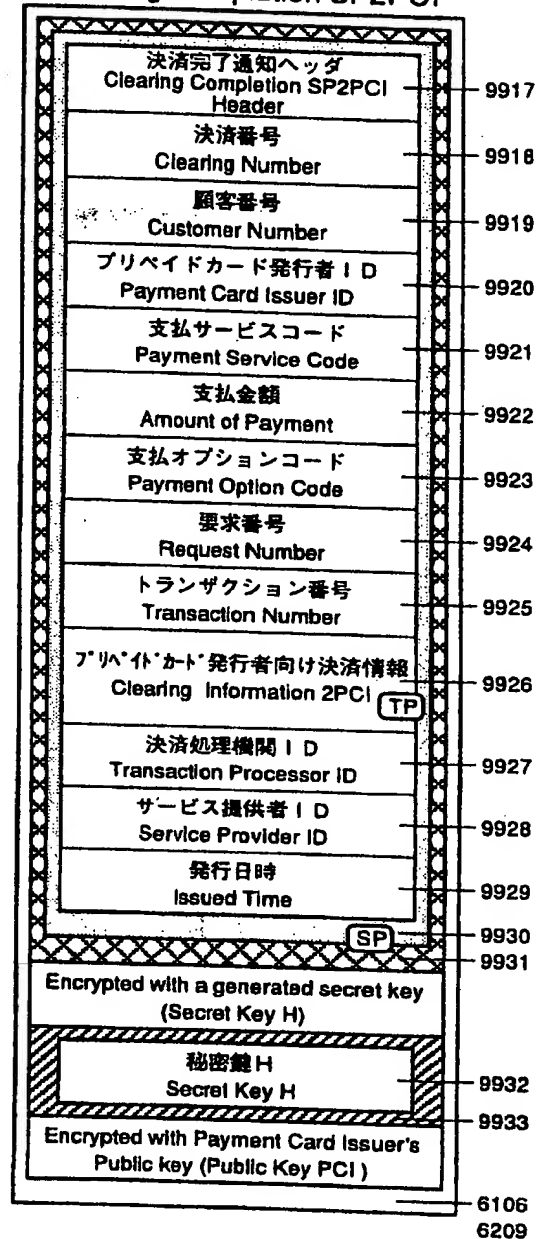 決済完了通知ヘッダ
Clearing Completion SP2PCI
Header
9917
決済番号
Clearing Number
9918
顧客番号
Customer Number
9919
プリペイドカード発行者ID
Payment Card Issuer ID
9920
支払サービスコード
Payment Service Code
9921
支払金額
Amount of Payment
9922
支払オプションコード
Payment Option Code
9923
要求番号
Request Number
9924
トランザクション番号
Transaction Number
9925
プリペイドカード発行者向け決済情報
Clearing Information 2PCI
TP
9926
決済処理機関ID
Transaction Processor ID
9927
サービス提供者ID
Service Provider ID
9928
発行日時
Issued Time
9929
SP
9930
9931
Encrypted with a generated secret key
(Secret Key H)
秘密鍵H
Secret Key H
9932
9933
Encrypted with Payment Card Issuer's
Public key (Public Key PCI)
6106
6209